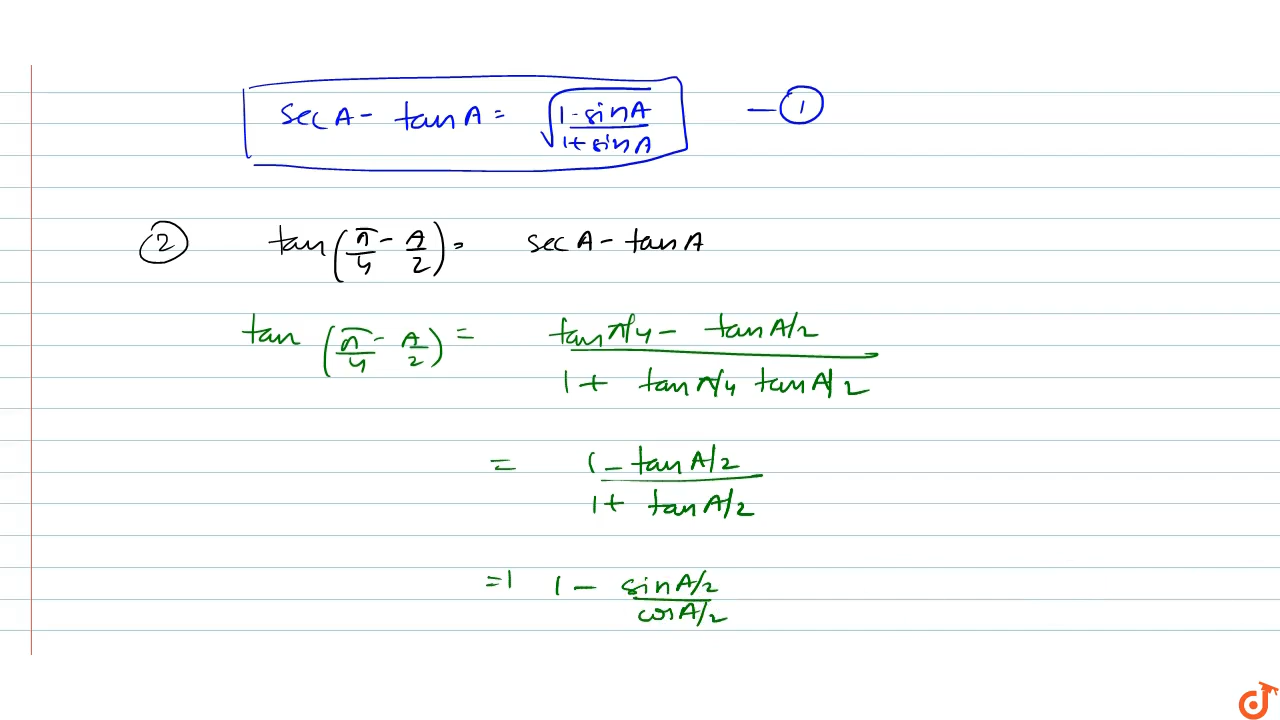 sec A - tan A = √((1-sin A)/(1+sin A)) — ①
② tan(π/4 - A/2) = sec A - tan A
tan (π/4 - A/2) = (tan π/4 - tan A/2)/(1 + tan π/4 tan A/2)
= (1 - tan A/2)/(1 + tan A/2)
=1 1 - (sin A/2)/(cos A/2)